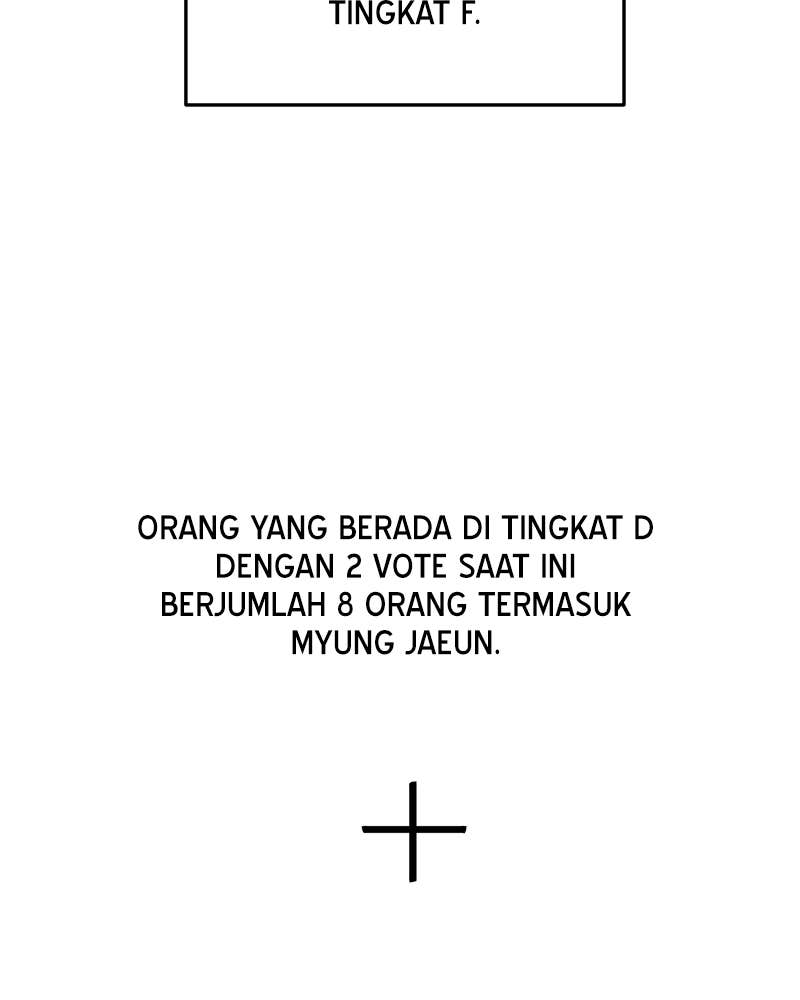 TINGKAT F.
ORANG YANG BERADA DI TINGKAT D
DENGAN 2 VOTE SAAT INI
BERJUMLAH 8 ORANG TERMASUK
MYUNG JAEUN.
+